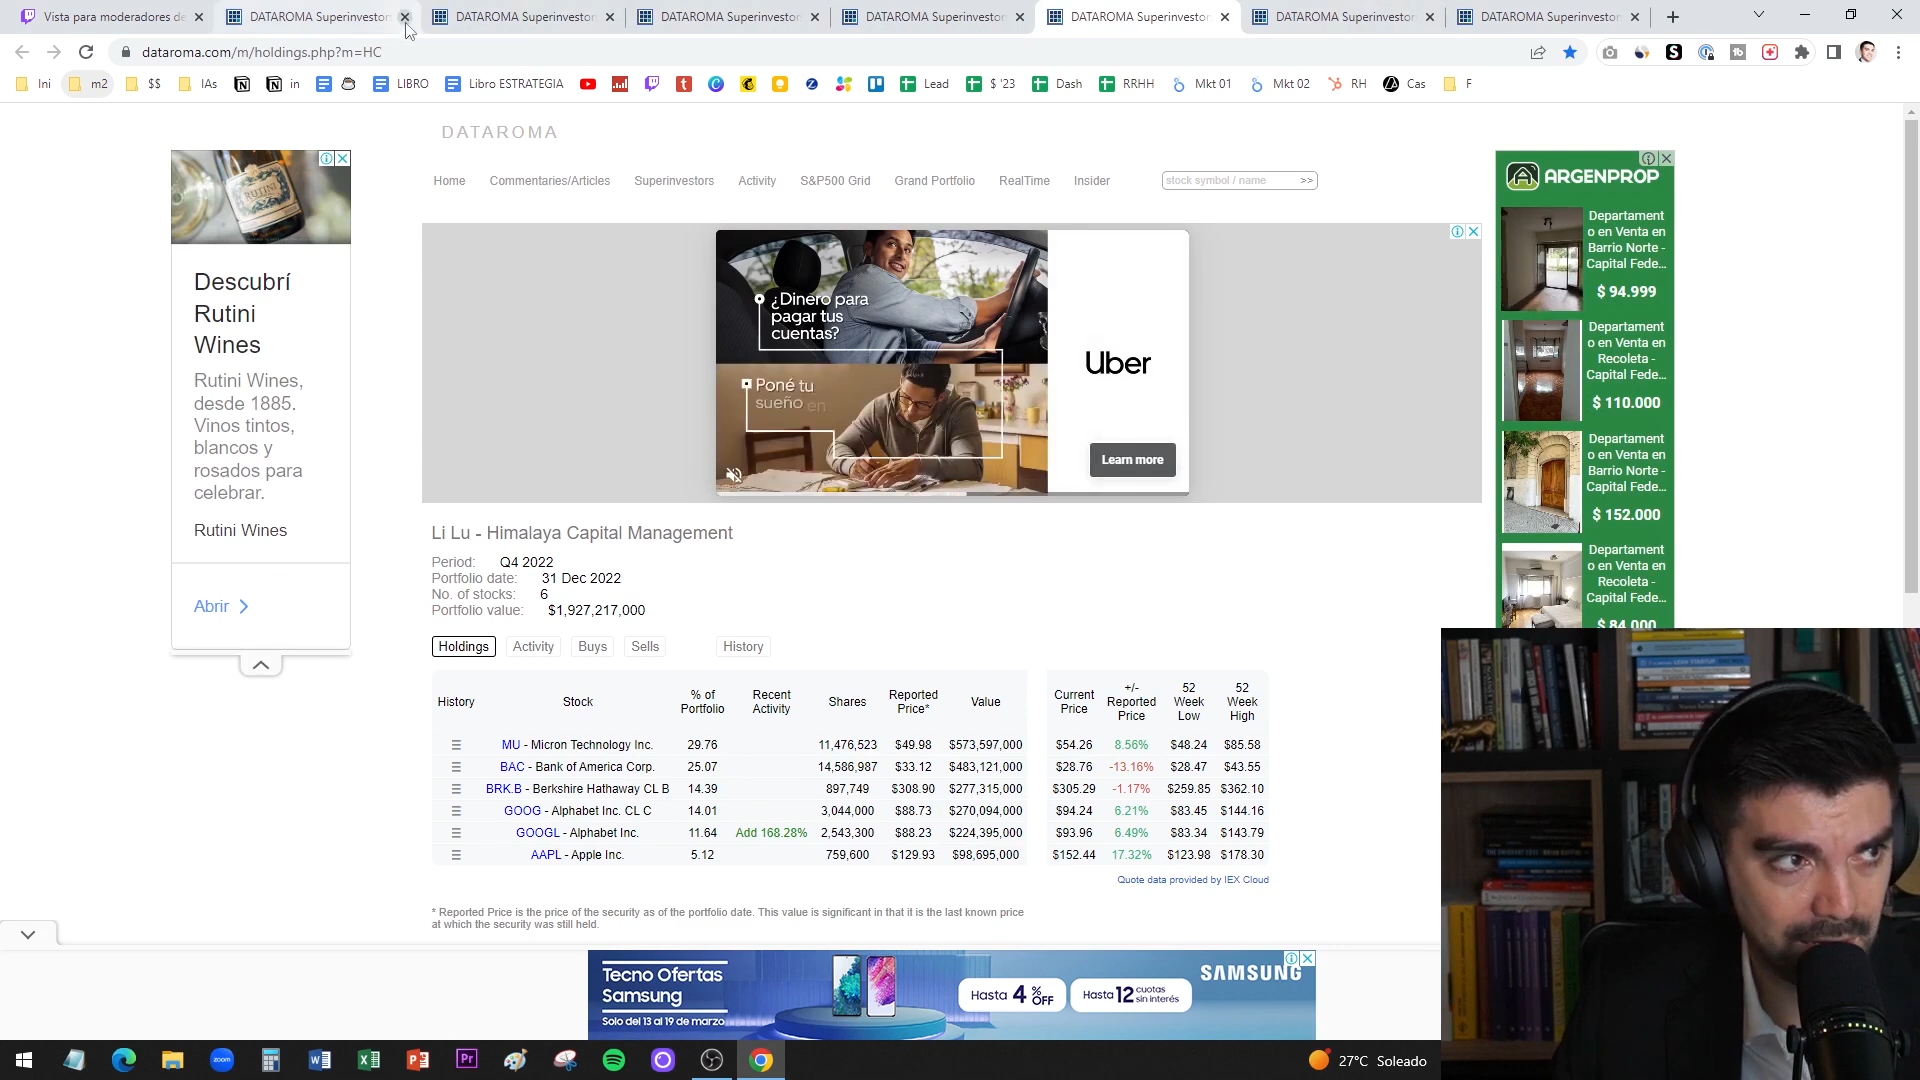 Vista para moderadores de
DATAROMA Superinvestor
DATAROMA Superinvestor
DATAROMA Superinvestor
DATAROMA Superinvestor
DATAROMA Superinvestor
DATAROMA Superinvestor
DATAROMA Superinvestor
dataroma.com/m/holdings.php?m=HC
Ini
m2
$$
IAs
in
LIBRO
Libro ESTRATEGIA
Lead
$ '23
Dash
RRHH
Mkt 01
Mkt 02
RH
Cas
F
DATAROMA
Home
Commentaries/Articles
Superinvestors
Activity
S&P500 Grid
Grand Portfolio
RealTime
Insider
stock symbol / name >>
Descubrí
Rutini
Wines
Rutini Wines,
desde 1885.
Vinos tintos,
blancos y
rosados para
celebrar.
Rutini Wines
Abrir
¿Dinero para
pagar tus
cuentas?
Poné tu
sueño en
Uber
Learn more
ARGENPROP
Departament
o en Venta en
Barrio Norte -
Capital Fede...
$ 94.999
Departament
o en Venta en
Recoleta -
Capital Fede...
$ 110.000
Departament
o en Venta en
Barrio Norte -
Capital Fede...
$ 152.000
Departament
o en Venta en
Recoleta -
Capital Fede...
$ 84.000
Li Lu - Himalaya Capital Management
Period: Q4 2022
Portfolio date: 31 Dec 2022
No. of stocks: 6
Portfolio value: $1,927,217,000
Holdings Activity Buys Sells History
History Stock % of Portfolio Recent Activity Shares Reported Price* Value Current Price +/- Reported Price 52 Week Low 52 Week High
MU - Micron Technology Inc. 29.76 11,476,523 $49.98 $573,597,000 $54.26 8.56% $48.24 $85.58
BAC - Bank of America Corp. 25.07 14,586,987 $33.12 $483,121,000 $28.76 -13.16% $28.47 $43.55
BRK.B - Berkshire Hathaway CL B 14.39 897,749 $308.90 $277,315,000 $305.29 -1.17% $259.85 $362.10
GOOG - Alphabet Inc. CL C 14.01 3,044,000 $88.73 $270,094,000 $94.24 6.21% $83.45 $144.16
GOOGL - Alphabet Inc. 11.64 Add 168.28% 2,543,300 $88.23 $224,395,000 $93.96 6.49% $83.34 $143.79
AAPL - Apple Inc. 5.12 759,600 $129.93 $98,695,000 $152.44 17.32% $123.98 $178.30
Quote data provided by IEX Cloud
* Reported Price is the price of the security as of the portfolio date. This value is significant in that it is the last known price
at which the security was still held.
Tecno Ofertas
Samsung
Solo del 13 al 19 de marzo
Hasta 4 % OFF
Hasta 12 cuotas sin interés
SAMSUNG
27°C Soleado